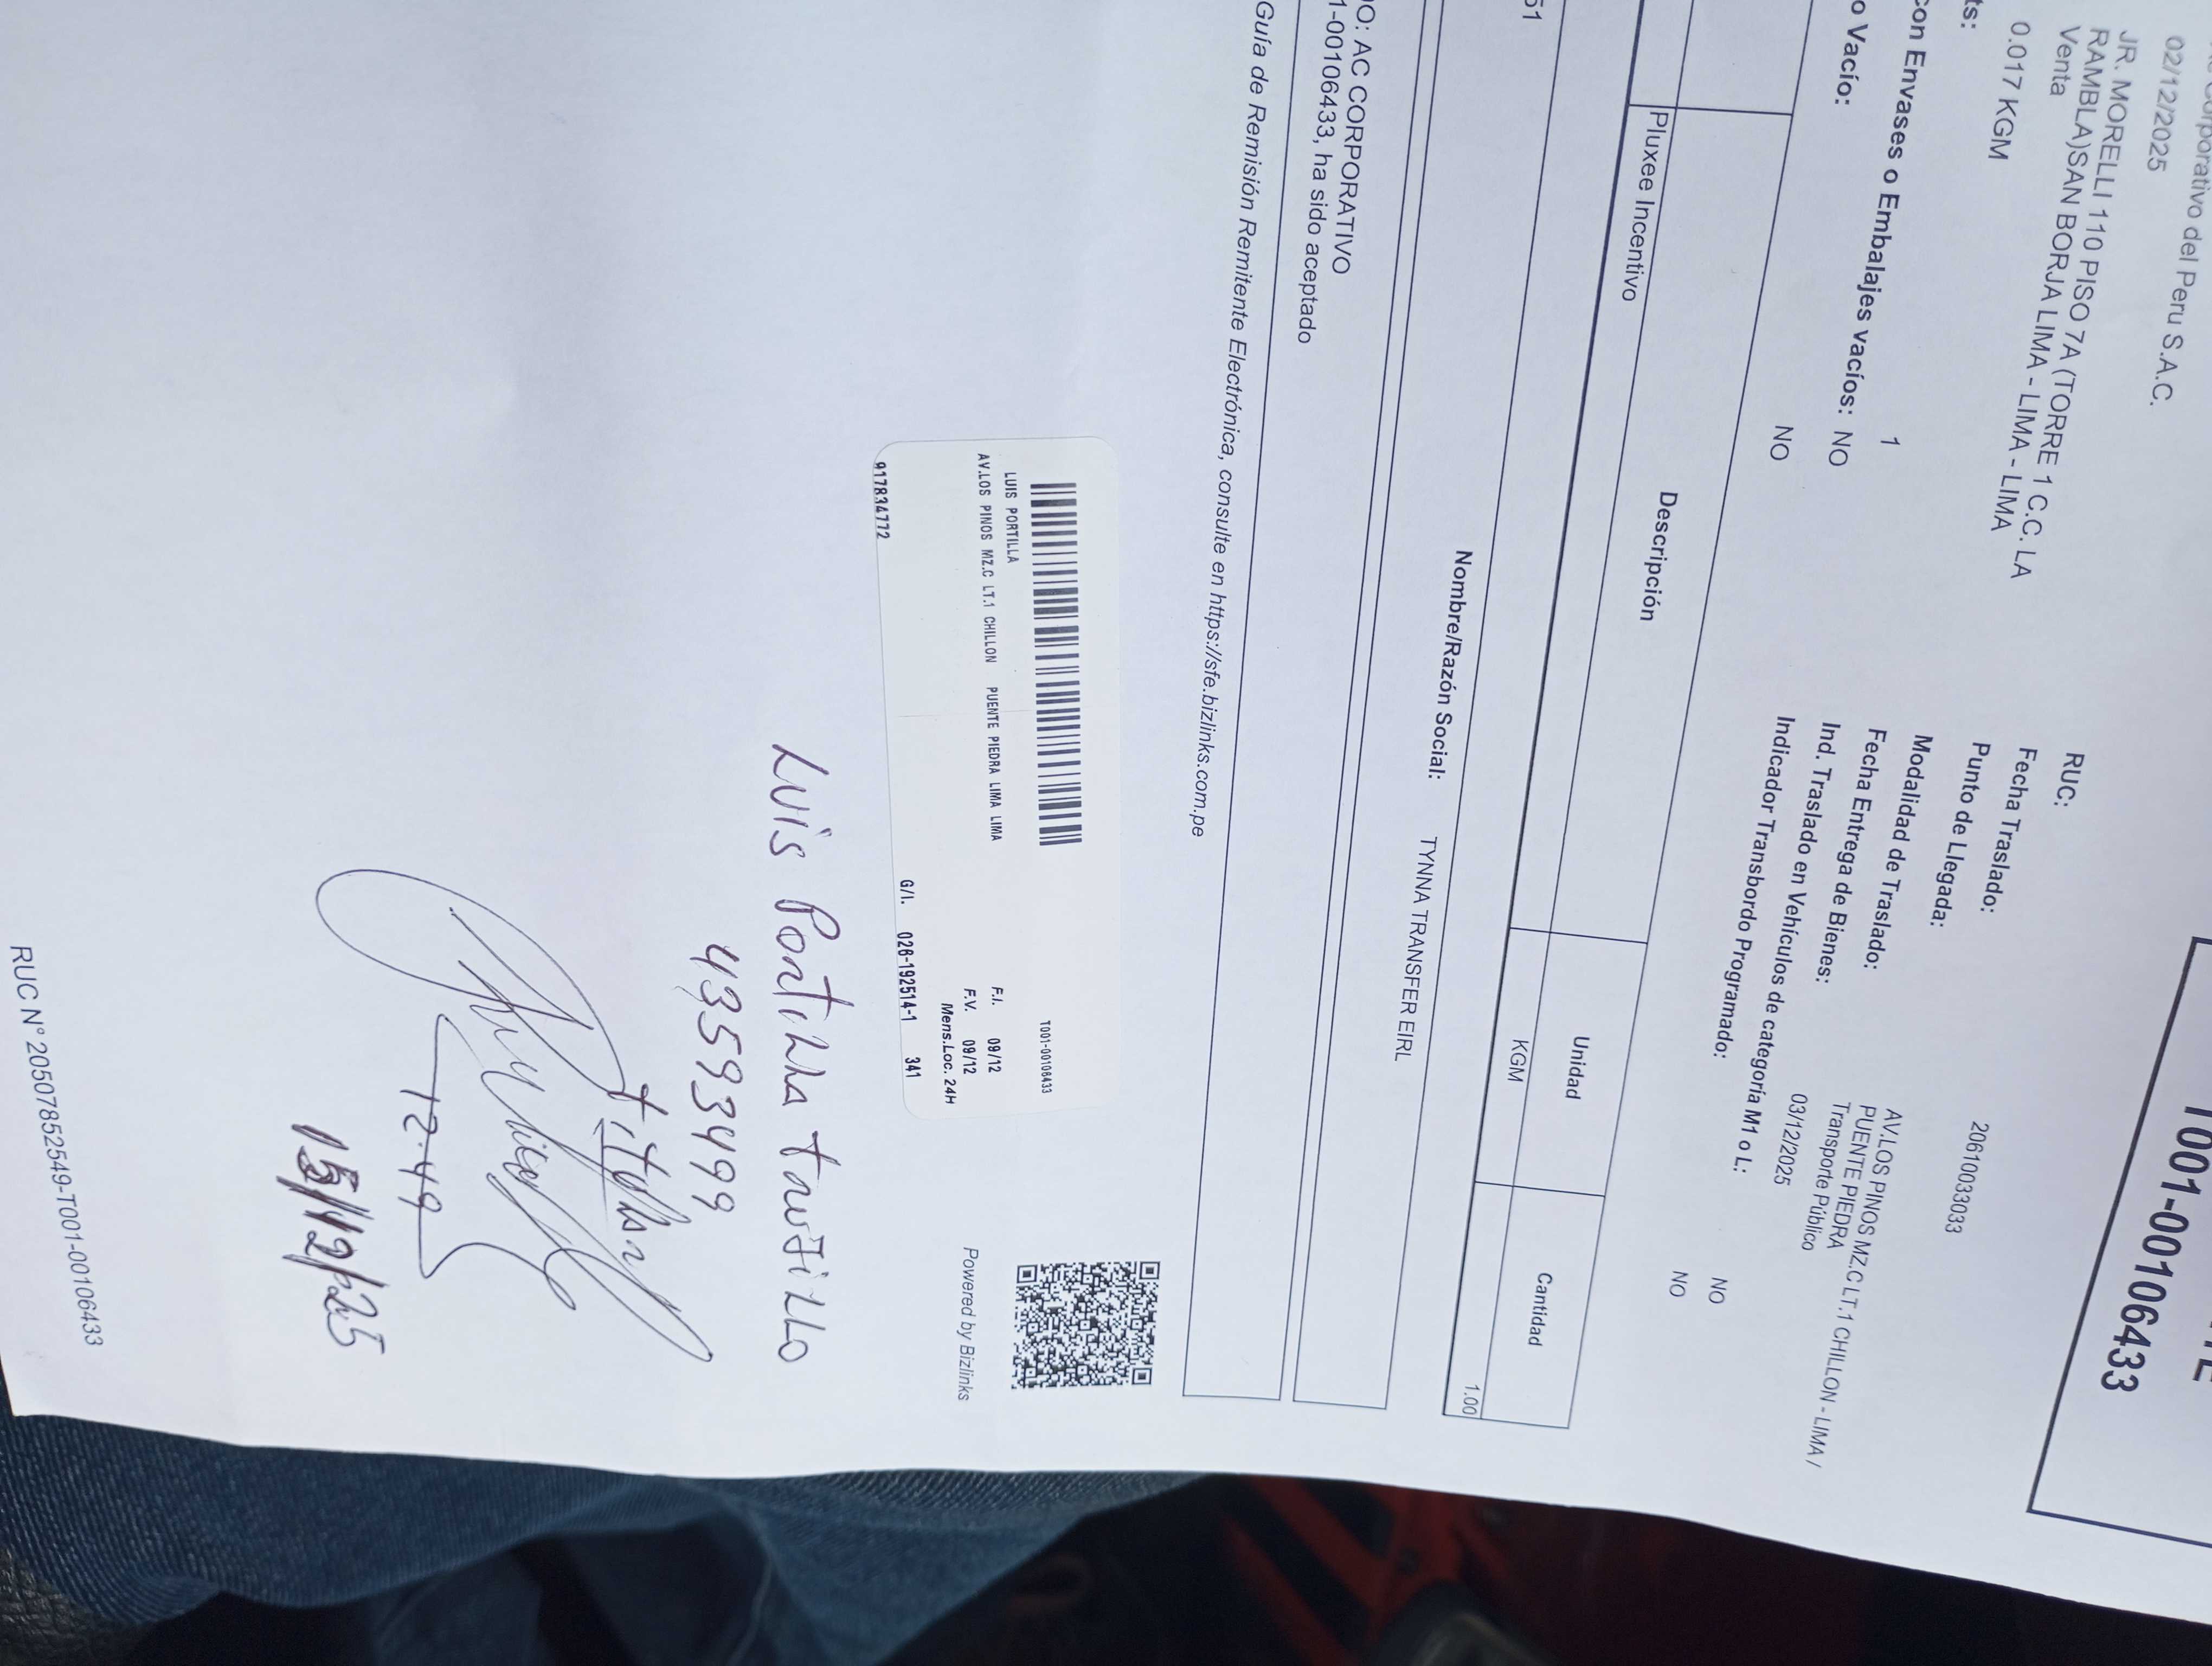 T001-00106433
Corporativo del Peru S.A.C.
02/12/2025
JR. MORELLI 110 PISO 7A (TORRE 1 C.C. LA
RAMBLA)SAN BORJA LIMA - LIMA - LIMA
Venta
0.017 KGM
ts:
1
con Envases o Embalajes vacíos: NO
o Vacío:
NO
RUC:
20610033033
Fecha Traslado:
Punto de Llegada:
AV.LOS PINOS MZ.C LT.1 CHILLON - LIMA /
PUENTE PIEDRA
Modalidad de Traslado:
Transporte Público
Fecha Entrega de Bienes:
03/12/2025
Ind. Traslado en Vehículos de categoría M1 o L:
NO
Indicador Transbordo Programado:
NO
Descripción
Unidad
Cantidad
Pluxee Incentivo
KGM
1.00
51
Nombre/Razón Social:
TYNNA TRANSFER EIRL
DO: AC CORPORATIVO
1-00106433, ha sido aceptado
Guía de Remisión Remitente Electrónica, consulte en https://sfe.bizlinks.com.pe
T001-00106433
LUIS PORTILLA
AV.LOS PINOS MZ.C LT.1 CHILLON PUENTE PIEDRA LIMA LIMA
F.I. 09/12
F.V. 09/12
Mens.Loc. 24H
917834772
G/I. 026-192514-1 341
Powered by Bizlinks
Luis Portilla
43593499
titular
12:49
15/12/25
RUC N° 20507852549-T001-00106433